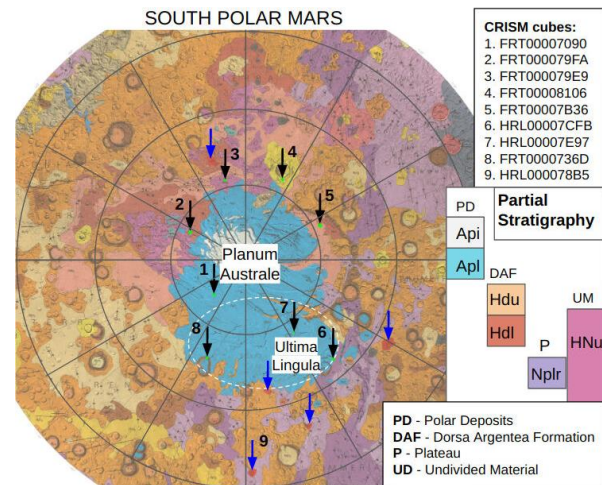 SOUTH POLAR MARS
CRISM cubes:
1. FRT00007090
2. FRT000079FA
3. FRT000079E9
4. FRT00008106
5. FRT00007B36
6. HRL00007CFB
7. HRL00007E97
8. FRT0000736D
9. HRL000078B5
3
4
2
5
Planum
Australe
1
7
8
6
Ultima
Lingula
9
Partial
Stratigraphy
PD
Api
Apl
DAF
Hdu
Hdl
UM
HNu
P
Nplr
PD - Polar Deposits
DAF - Dorsa Argentea Formation
P - Plateau
UD - Undivided Material